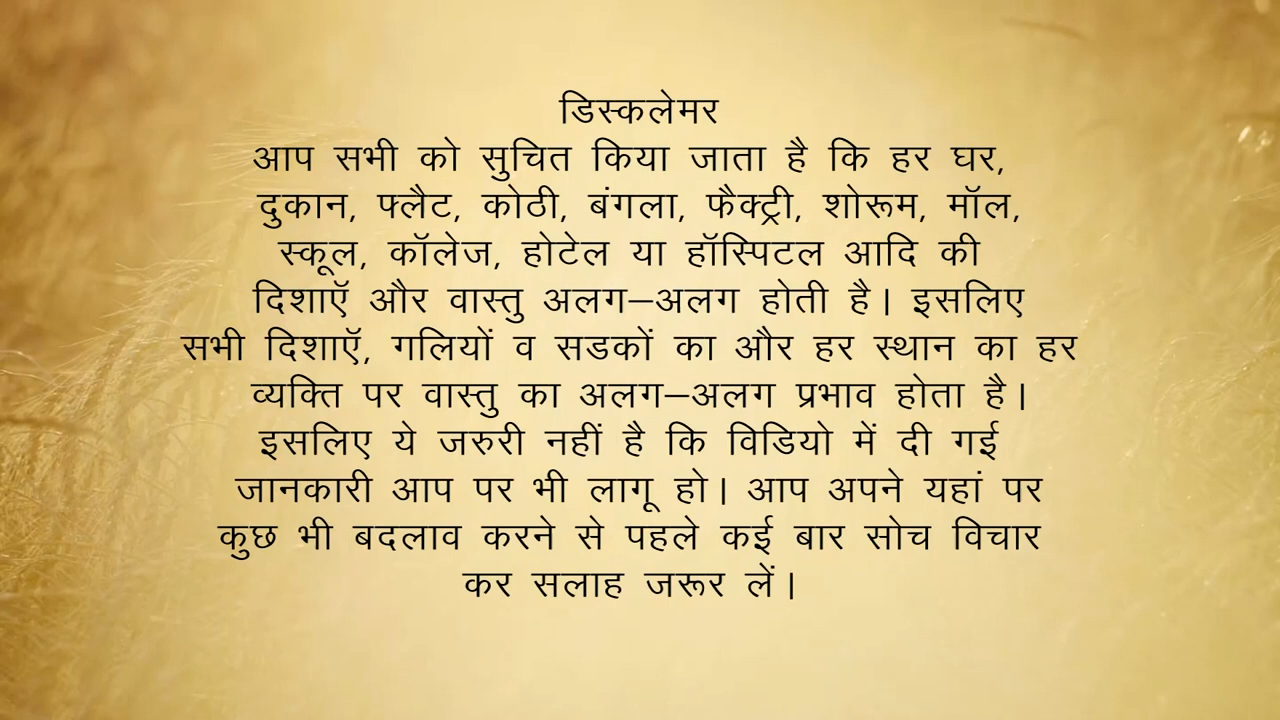 डिस्कलेमर
आप सभी को सुचित किया जाता है कि हर घर,
दुकान, फ्लैट, कोठी, बंगला, फैक्ट्री, शोरूम, मॉल,
स्कूल, कॉलेज, होटेल या हॉस्पिटल आदि की
दिशाऍ और वास्तु अलग–अलग होती है। इसलिए
सभी दिशाऍ, गलियों व सडकों का और हर स्थान का हर
व्यक्ति पर वास्तु का अलग–अलग प्रभाव होता है।
इसलिए ये जरुरी नहीं है कि विडियो में दी गई
जानकारी आप पर भी लागू हो। आप अपने यहां पर
कुछ भी बदलाव करने से पहले कई बार सोच विचार
कर सलाह जरूर लें।